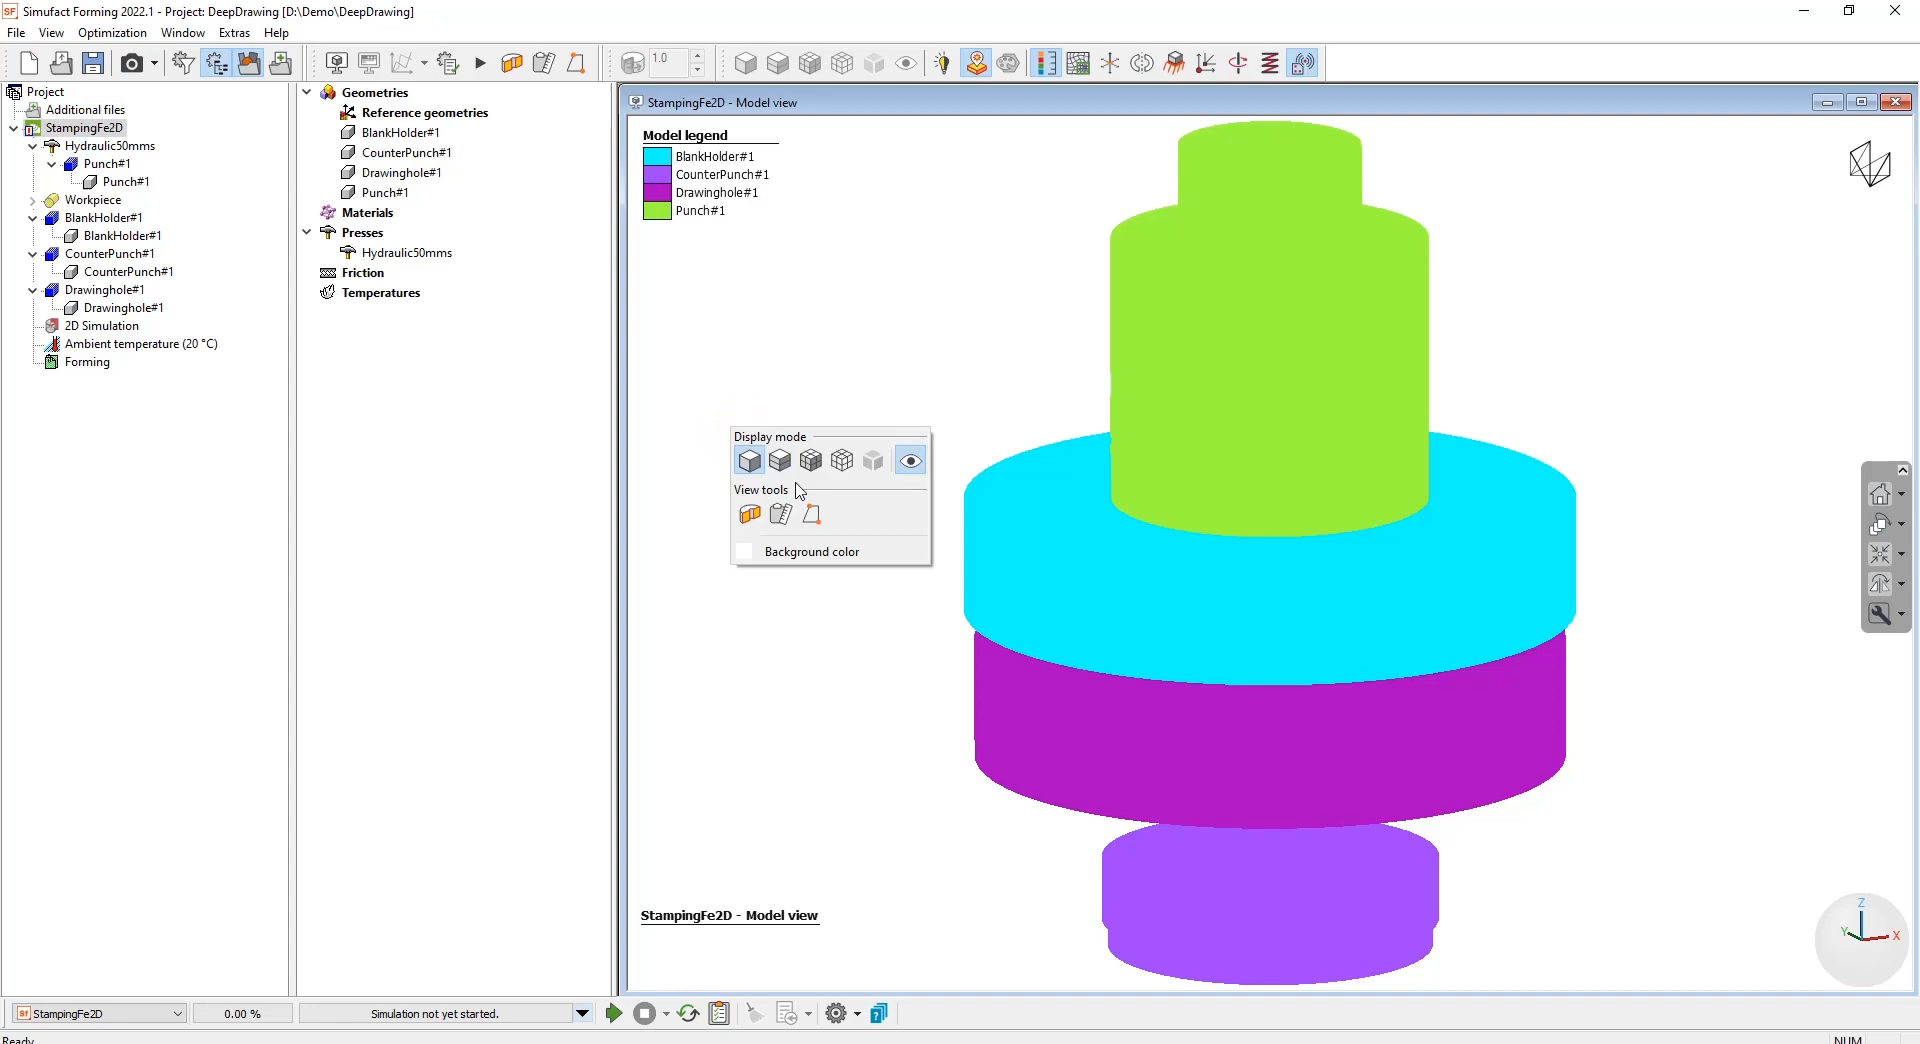 SF Simufact Forming 2022.1 - Project: DeepDrawing [D:\Demo\DeepDrawing]
File View Optimization Window Extras Help
1.0
Project
Additional files
StampingFe2D
Hydraulic50mms
Punch#1
Punch#1
Workpiece
BlankHolder#1
BlankHolder#1
CounterPunch#1
CounterPunch#1
Drawinghole#1
Drawinghole#1
2D Simulation
Ambient temperature (20 °C)
Forming
Geometries
Reference geometries
BlankHolder#1
CounterPunch#1
Drawinghole#1
Punch#1
Materials
Presses
Hydraulic50mms
Friction
Temperatures
StampingFe2D - Model view
Model legend
BlankHolder#1
CounterPunch#1
Drawinghole#1
Punch#1
Display mode
View tools
Background color
StampingFe2D - Model view
Z
Y
X
Sf StampingFe2D
0.00 %
Simulation not yet started.
Ready
NUM